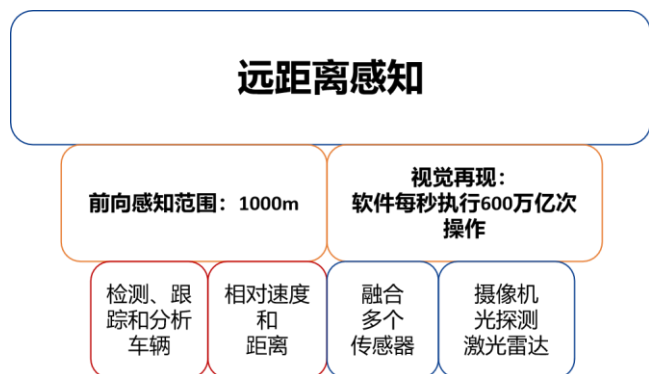 远距离感知
前向感知范围：1000m
视觉再现：
软件每秒执行600万亿次
操作
检测、跟
踪和分析
车辆
相对速度
和
距离
融合
多个
传感器
摄像机
光探测
激光雷达